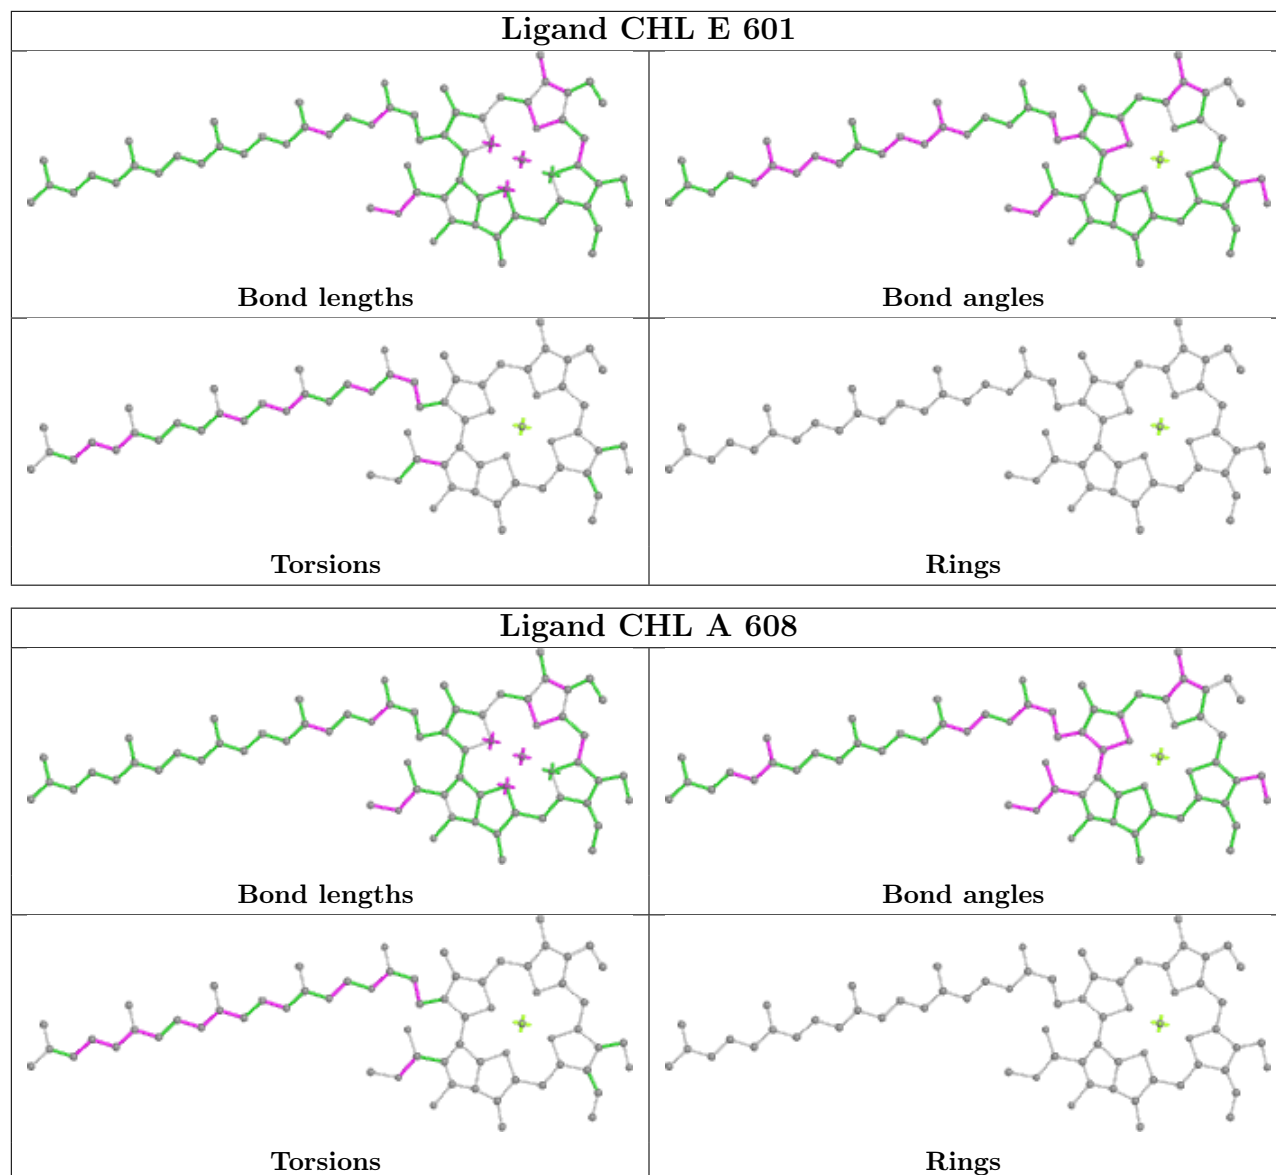 Ligand CHL E 601
Bond lengths
Bond angles
Torsions
Rings
Ligand CHL A 608
Bond lengths
Bond angles
Torsions
Rings